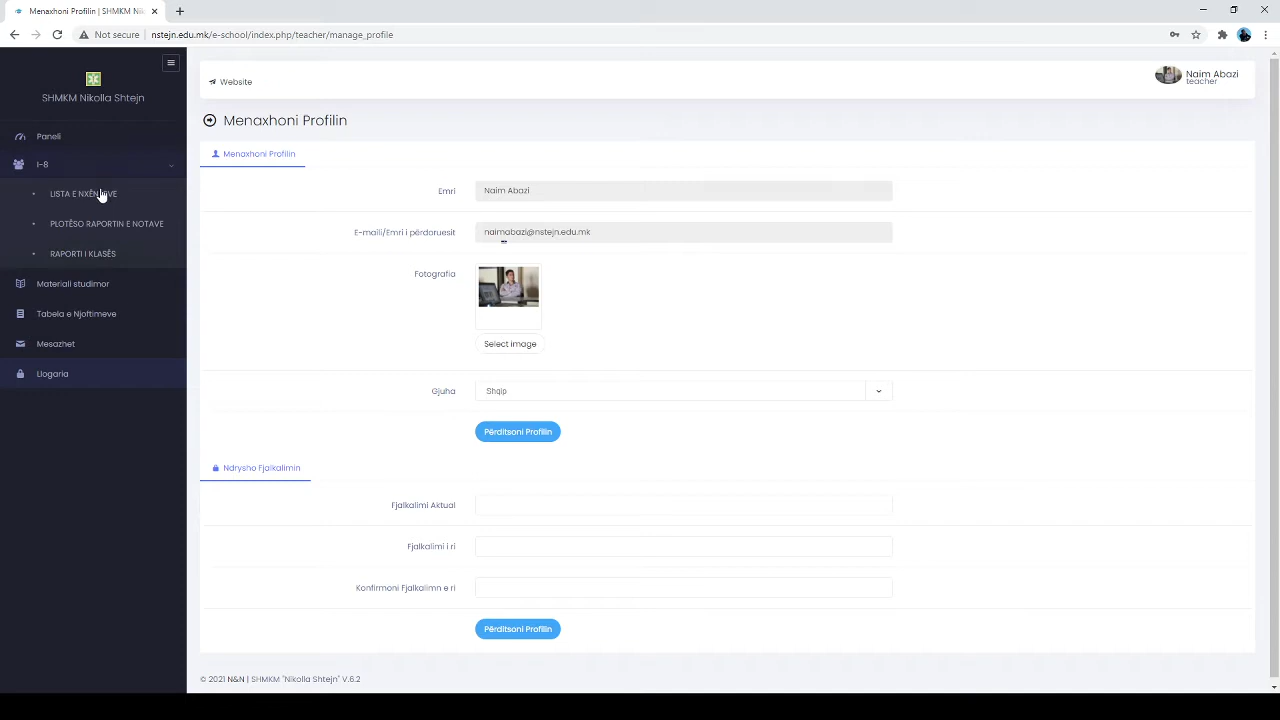 Menaxhoni Profilin | SHMKM Nik
Not secure | nstejn.edu.mk/e-school/index.php/teacher/manage_profile
SHMKM Nikolla Shtejn
Paneli
I-8
LISTA E NXËNËSVE
PLOTËSO RAPORTIN E NOTAVE
RAPORTI I KLASËS
Materiali studimor
Tabela e Njoftimeve
Mesazhet
Llogaria
Website
Naim Abazi
teacher
Menaxhoni Profilin
Menaxhoni Profilin
Emri
Naim Abazi
E-maili/Emri i përdoruesit
naimabazi@nstejn.edu.mk
Fotografia
Select image
Gjuha
Shqip
Përditsoni Profilin
Ndrysho Fjalkalimin
Fjalkalimi Aktual
Fjalkalimi i ri
Konfirmoni Fjalkalimn e ri
Përditsoni Profilin
© 2021 N&N | SHMKM "Nikolla Shtejn" V.6.2